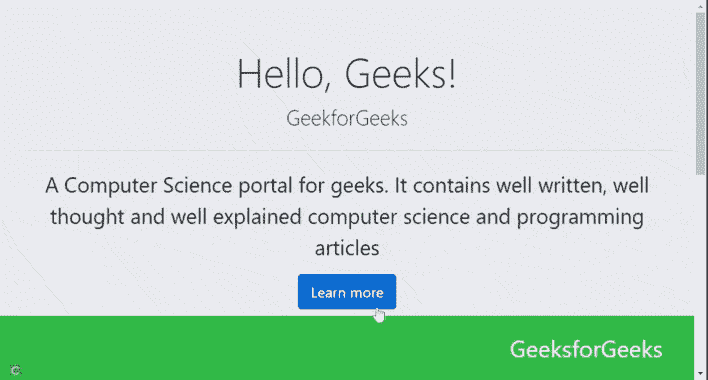 Hello, Geeks!
GeekforGeeks
A Computer Science portal for geeks. It contains well written, well
thought and well explained computer science and programming
articles
Learn more
GeeksforGeeks